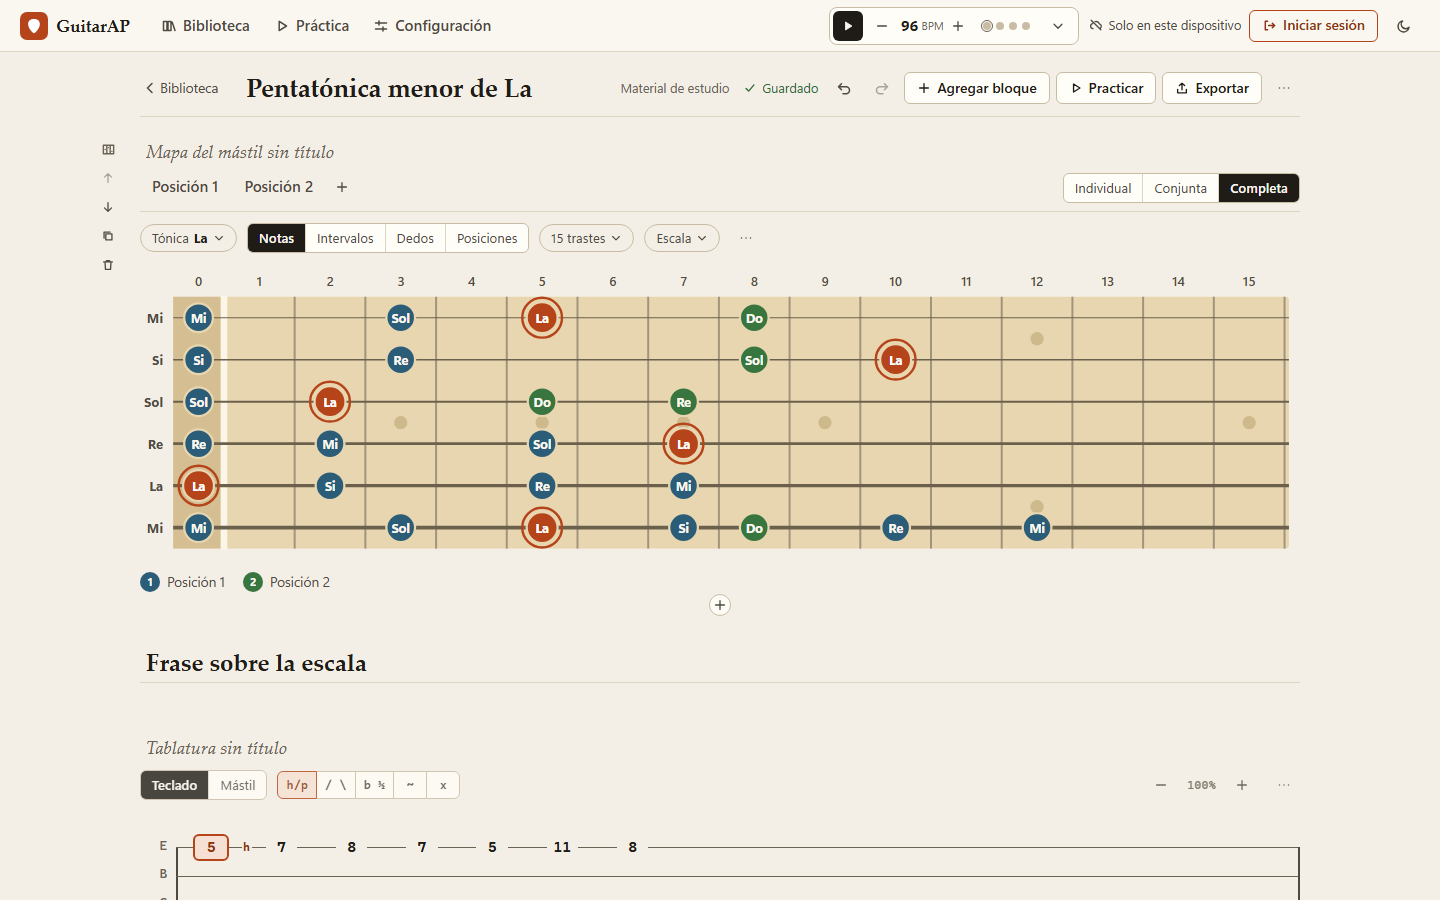 GuitarAP Biblioteca Práctica Configuración 96 BPM Solo en este dispositivo Iniciar sesión
Biblioteca Pentatónica menor de La Material de estudio Guardado Agregar bloque Practicar Exportar
Mapa del mástil sin título
Posición 1 Posición 2 Individual Conjunta Completa
Tónica La Notas Intervalos Dedos Posiciones 15 trastes Escala
0 1 2 3 4 5 6 7 8 9 10 11 12 13 14 15
Mi Mi Sol La Do
Si Si Re Sol La
Sol Sol La Do Re
Re Re Mi Sol La
La La Si Re Mi
Mi Mi Sol La Si Do Re Mi
1 Posición 1 2 Posición 2
Frase sobre la escala
Tablatura sin título
Teclado Mástil h/p / \ b ½ ~ x 100%
E 5 h 7 8 7 5 11 8
B